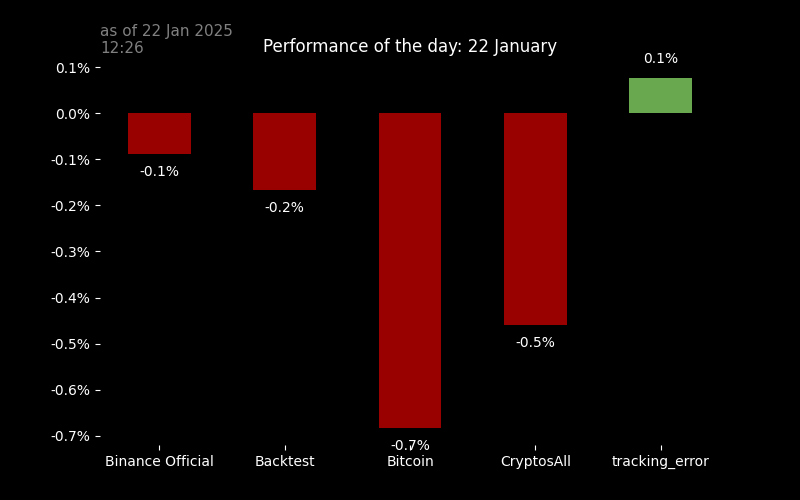 as of 22 Jan 2025
12:26
Performance of the day: 22 January
0.1%
0.0%
-0.1%
-0.2%
-0.3%
-0.4%
-0.5%
-0.6%
-0.7%
-0.1%
-0.2%
-0.7%
-0.5%
0.1%
Binance Official
Backtest
Bitcoin
CryptosAll
tracking_error